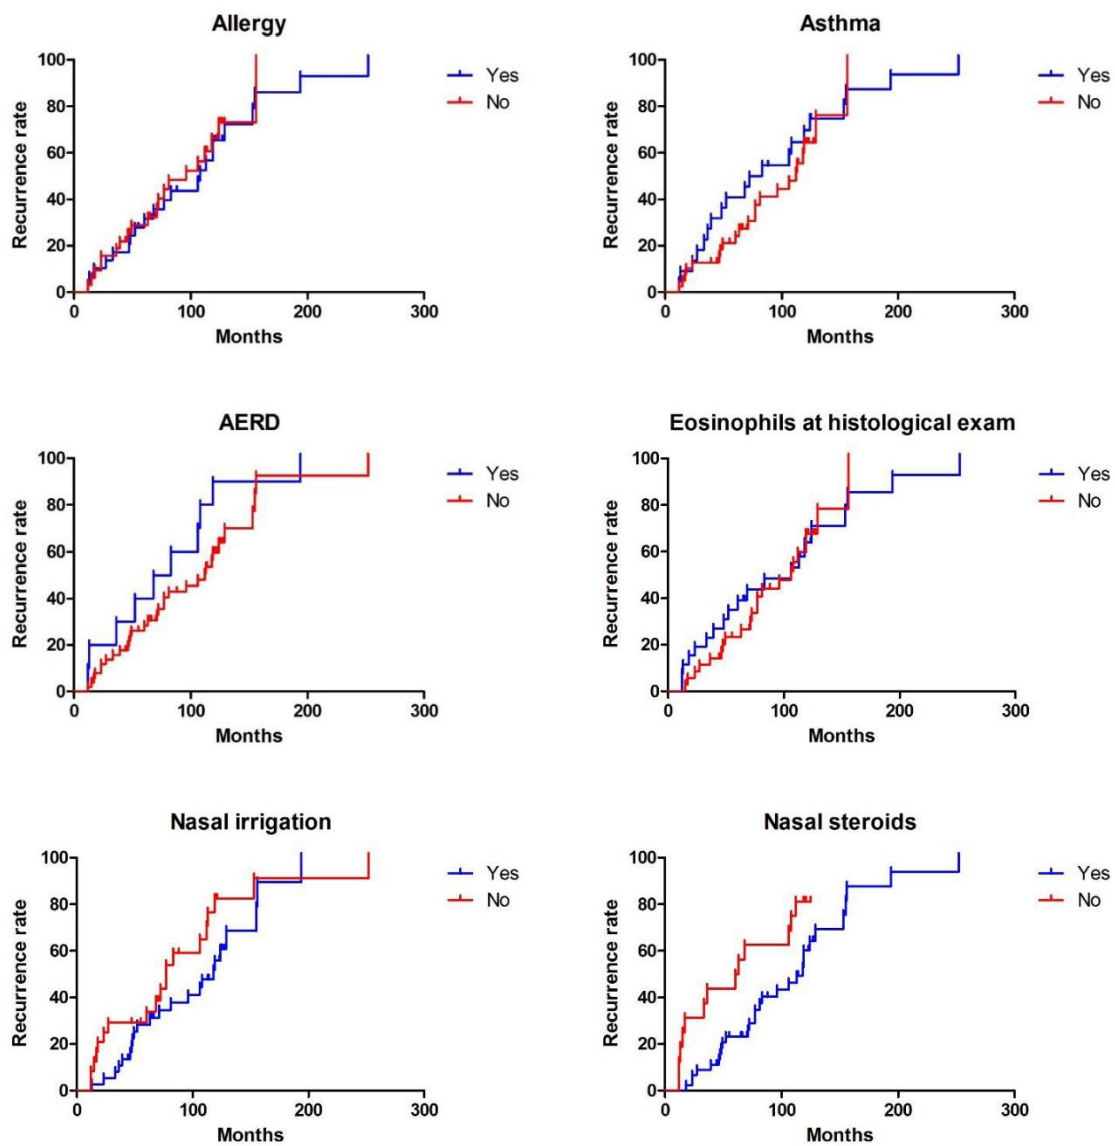 Allergy
Recurrence rate
100
80
60
40
20
0
0 100 200 300
Months
Yes
No
Asthma
Recurrence rate
100
80
60
40
20
0
0 100 200 300
Months
Yes
No
AERD
Recurrence rate
100
80
60
40
20
0
0 100 200 300
Months
Yes
No
Eosinophils at histological exam
Recurrence rate
100
80
60
40
20
0
0 100 200 300
Months
Yes
No
Nasal irrigation
Recurrence rate
100
80
60
40
20
0
0 100 200 300
Months
Yes
No
Nasal steroids
Recurrence rate
100
80
60
40
20
0
0 100 200 300
Months
Yes
No